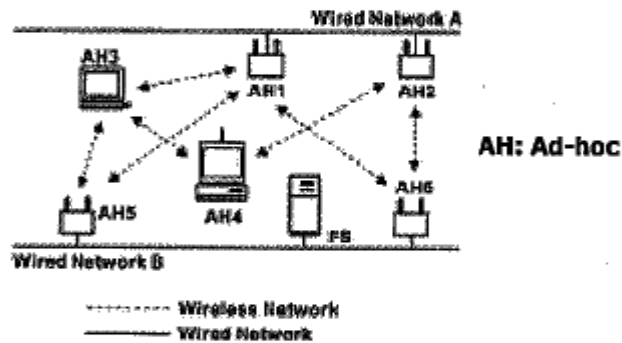 Wired Network A
AH3
AH1
AH2
AH: Ad-hoc
AH6
AH5
AH4
FS
Wired Network B
Wireless Network
Wired Network